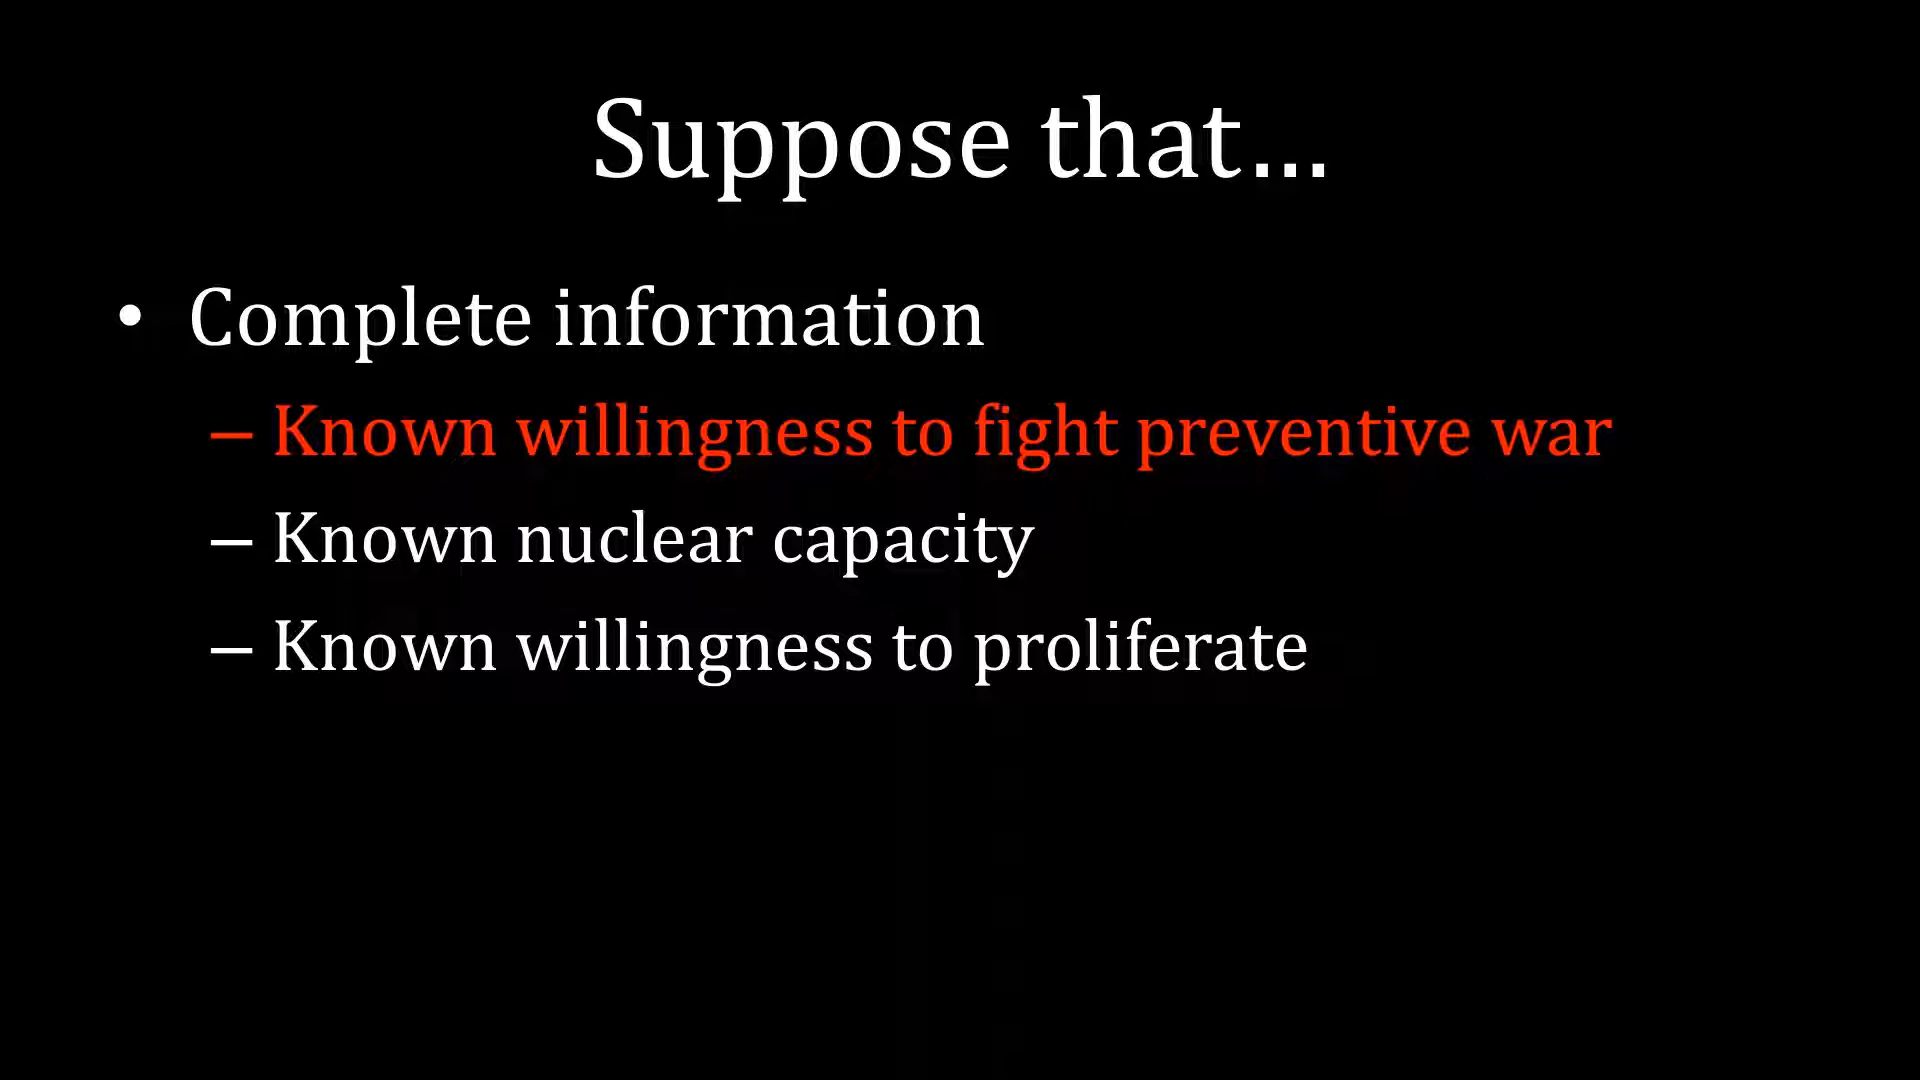 Suppose that…
• Complete information
– Known willingness to fight preventive war
– Known nuclear capacity
– Known willingness to proliferate